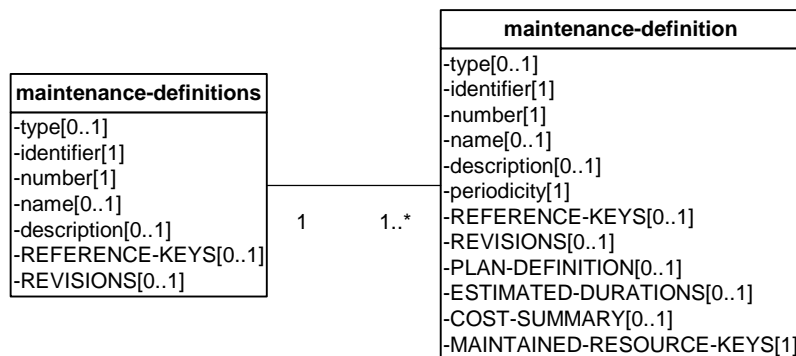 maintenance-definitions
-type[0..1]
-identifier[1]
-number[1]
-name[0..1]
-description[0..1]
-REFERENCE-KEYS[0..1]
-REVISIONS[0..1]
1
1..*
maintenance-definition
-type[0..1]
-identifier[1]
-number[1]
-name[0..1]
-description[0..1]
-periodicity[1]
-REFERENCE-KEYS[0..1]
-REVISIONS[0..1]
-PLAN-DEFINITION[0..1]
-ESTIMATED-DURATIONS[0..1]
-COST-SUMMARY[0..1]
-MAINTAINED-RESOURCE-KEYS[1]